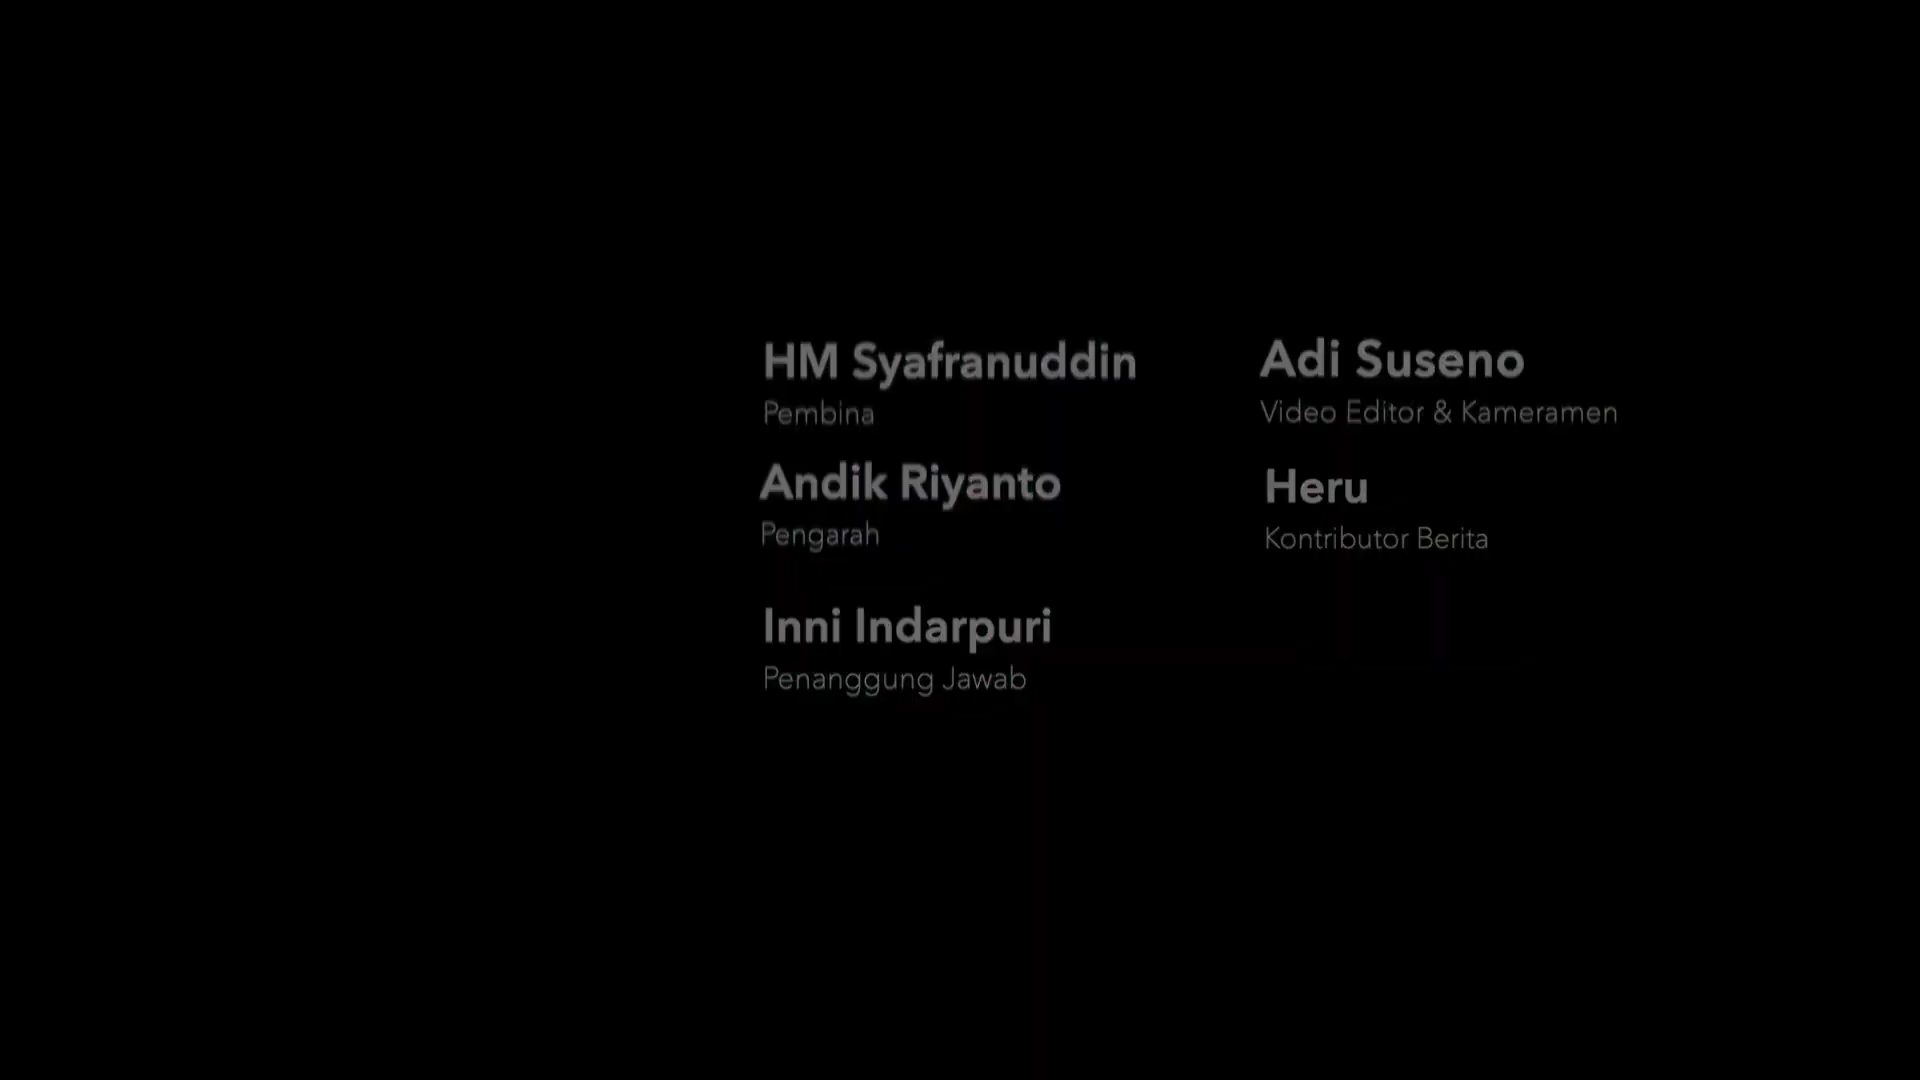 HM Syafranuddin
Pembina
Andik Riyanto
Pengarah
Inni Indarpuri
Penanggung Jawab
Adi Suseno
Video Editor & Kameramen
Heru
Kontributor Berita